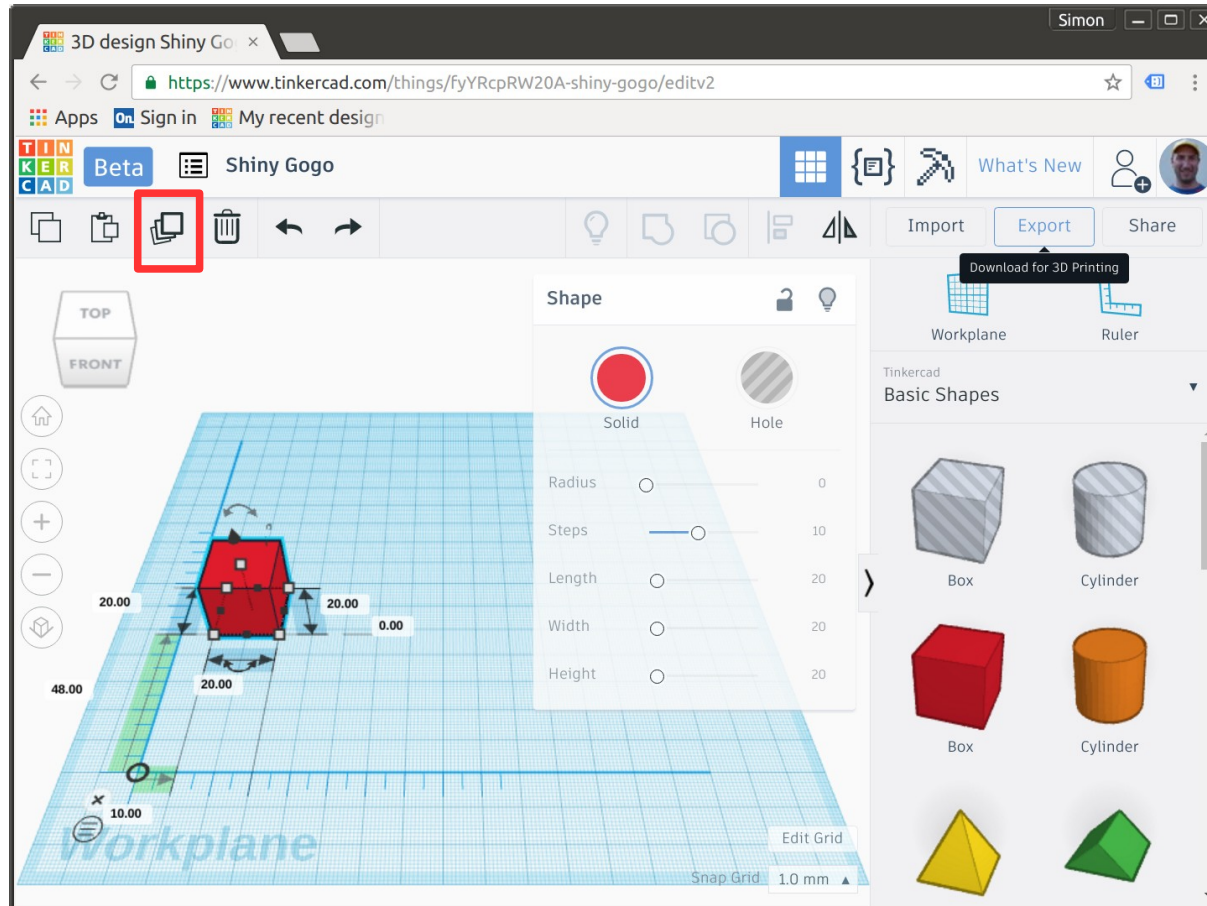 Simon
3D design Shiny Go
https://www.tinkercad.com/things/fyYRcpRW20A-shiny-gogo/editv2
Apps On. Sign in My recent design
TIN
KER
CAD
Beta Shiny Gogo What's New
Import Export Share
Download for 3D Printing
TOP
FRONT
Shape
Workplane Ruler
Tinkercad
Basic Shapes
Solid Hole
Radius 0
Steps 10
Length 20
Width 20
Height 20
Box Cylinder
Box Cylinder
20.00
20.00
0.00
48.00
20.00
10.00
Workplane
Edit Grid
Snap Grid 1.0 mm